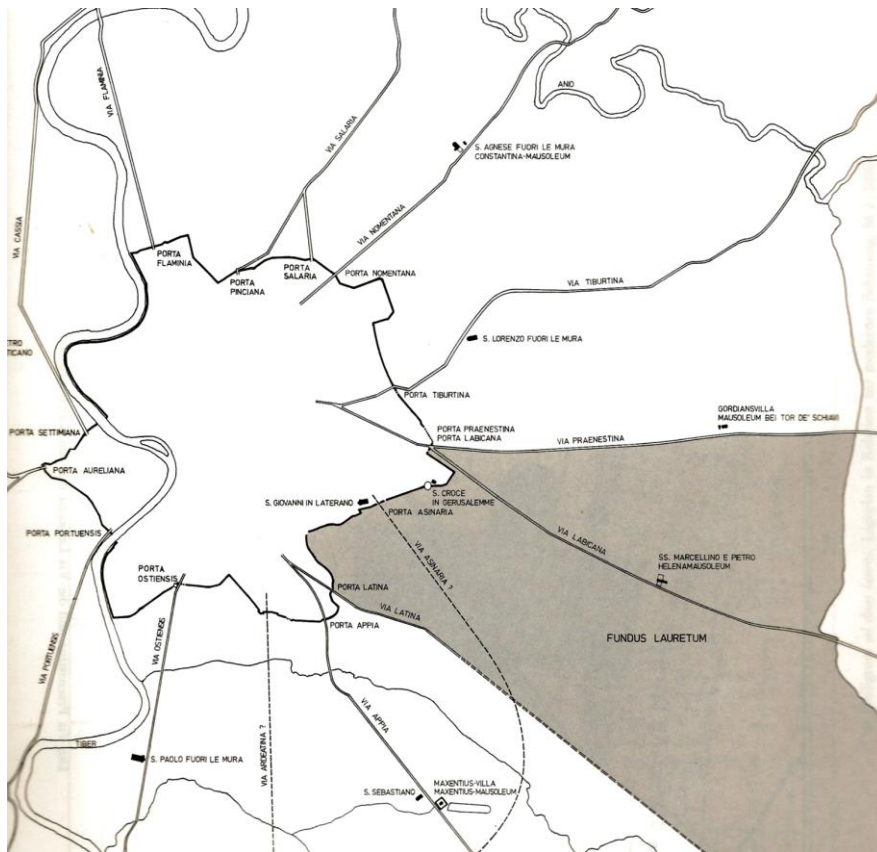 VIA FLAMINIA
VIA SALARIA
ANIO
S. AGNESE FUORI LE MURA
CONSTANTINA-MAUSOLEUM
VIA NOMENTANA
VIA CASSIA
PORTA
FLAMINIA
PORTA
PINCIANA
PORTA
SALARIA
PORTA NOMENTANA
VIA TIBURTINA
S. LORENZO FUORI LE MURA
TICANO
PORTA TIBURTINA
GORDIANSVILLA
MAUSOLEUM BEI TOR DE' SCHIAVI
PORTA SETTIMIANA
PORTA PRAENESTINA
PORTA LABICANA
VIA PRAENESTINA
PORTA AURELIANA
S. CROCE
IN GERUSALEMME
S. GIOVANNI IN LATERANO
PORTA ASINARIA
PORTA PORTUENSIS
VIA LABICANA
VIA ASINARIA ?
SS. MARCELLINO E PIETRO
HELENAMAUSOLEUM
PORTA
OSTIENSIS
PORTA LATINA
VIA LATINA
PORTA APPIA
FUNDUS LAURETUM
VIA PORTUENSIS
VIA OSTIENSIS
VIA ARDEATINA ?
VIA APPIA
TIBER
S. PAOLO FUORI LE MURA
S. SEBASTIANO
MAXENTIUS-VILLA
MAXENTIUS-MAUSOLEUM